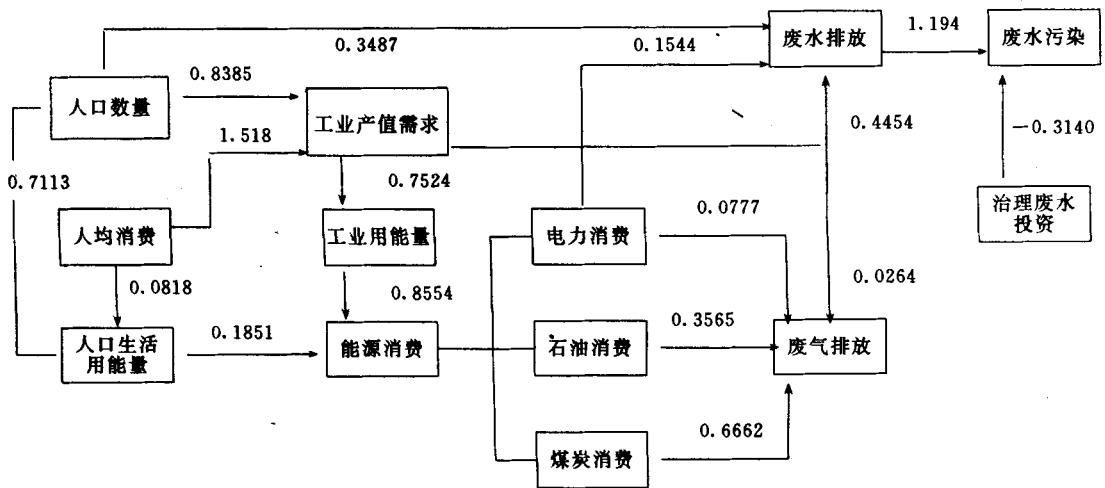 废水排放
1.194
废水污染
0.3487
0.1544
人口数量
0.8385
工业产值需求
1.518
0.4454
-0.3140
0.7113
0.7524
人均消费
工业用能量
电力消费
0.0777
治理废水
投资
0.0818
0.8554
0.0264
人口生活
用能量
0.1851
能源消费
石油消费
0.3565
废气排放
煤炭消费
0.6662